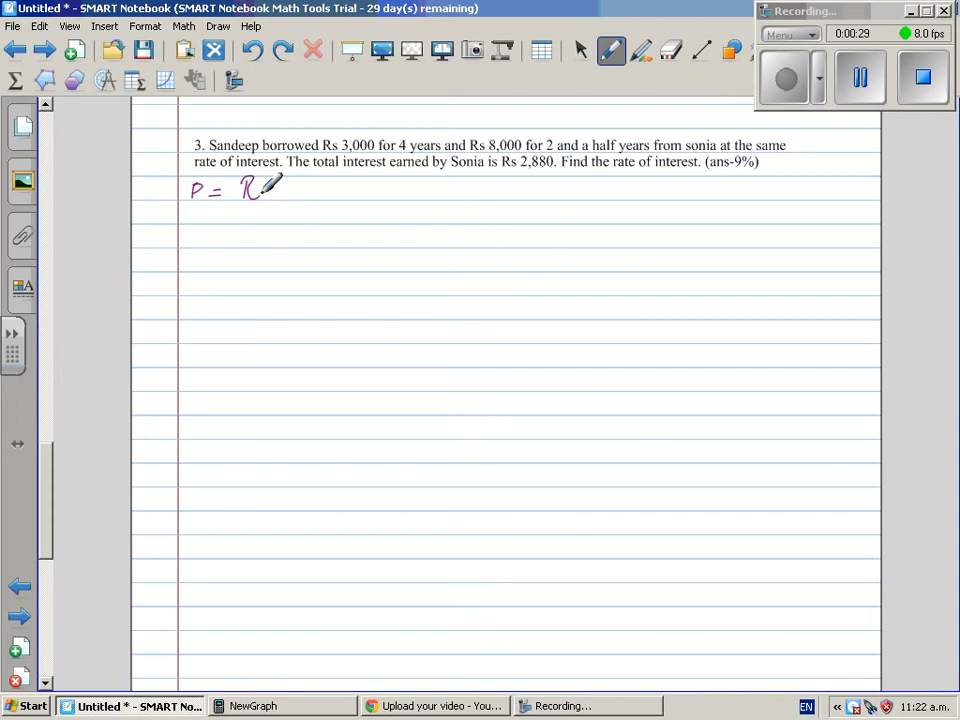 Untitled * - SMART Notebook (SMART Notebook Math Tools Trial - 29 day(s) remaining)
File Edit View Insert Format Math Draw Help
Recording...
Menu 0:00:29 8.0 fps
3. Sandeep borrowed Rs 3,000 for 4 years and Rs 8,000 for 2 and a half years from sonia at the same
rate of interest. The total interest earned by Sonia is Rs 2,880. Find the rate of interest. (ans-9%)
P = R
Start Untitled * - SMART No... NewGraph Upload your video - You... Recording... EN « 11:22 a.m.